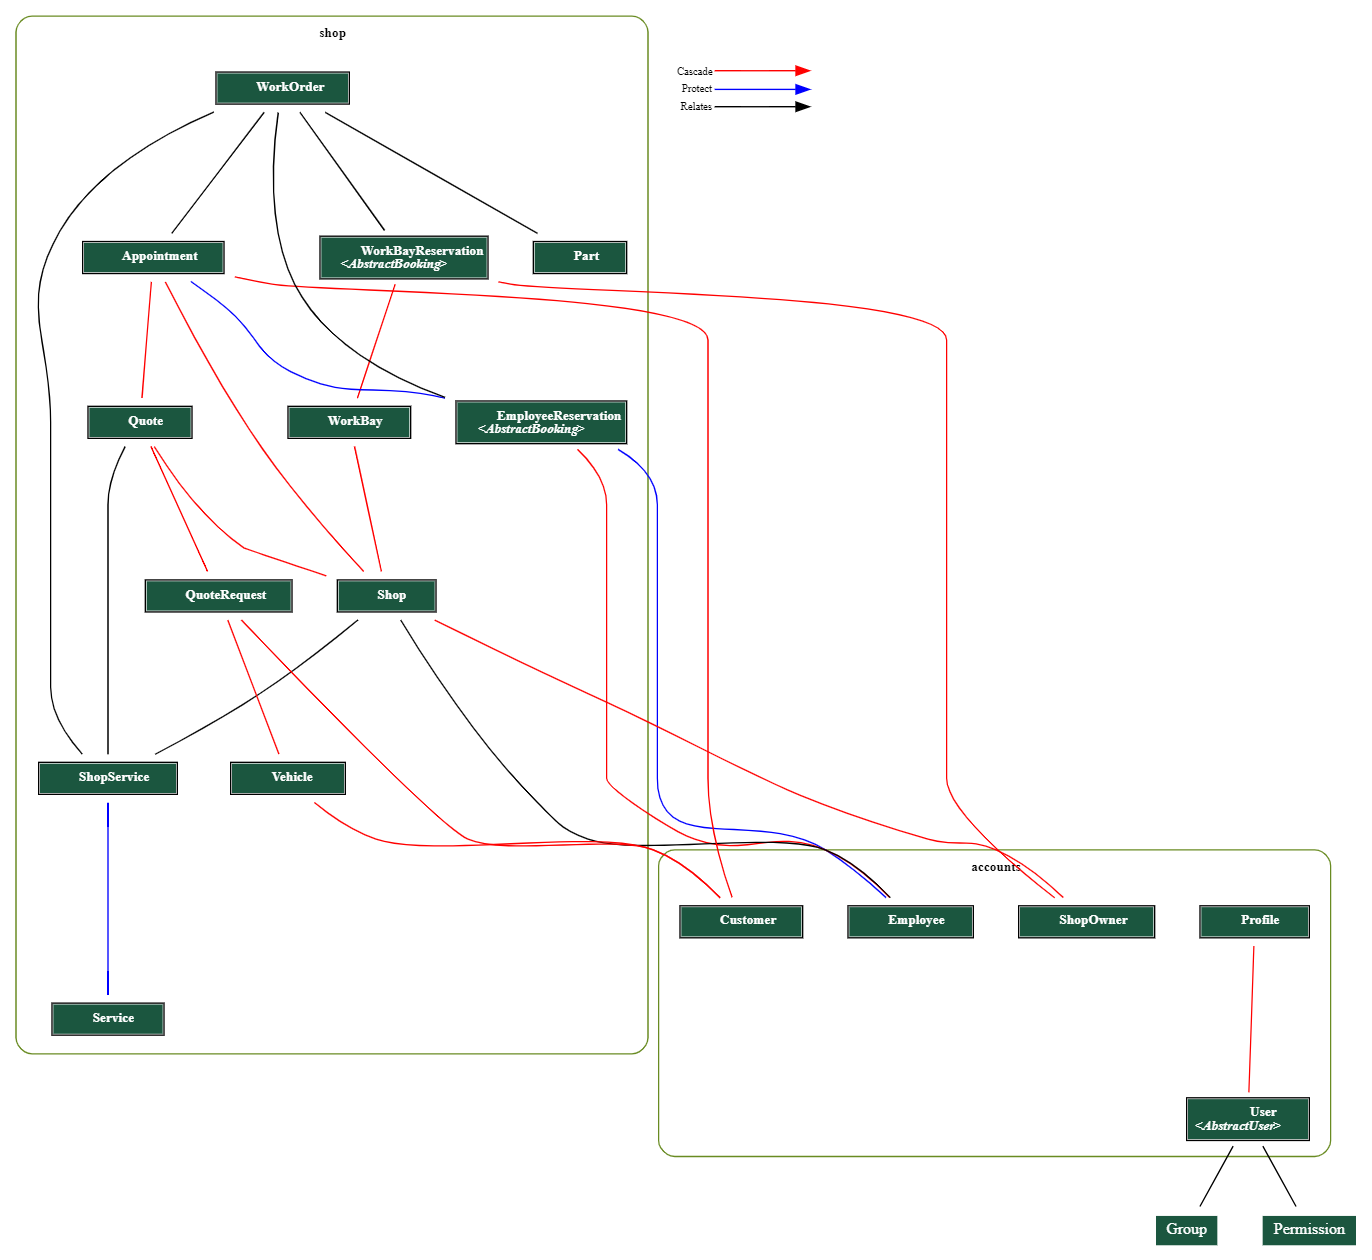 shop
WorkOrder
Cascade
Protect
Relates
Appointment
WorkBayReservation
<AbstractBooking>
Part
Quote
WorkBay
EmployeeReservation
<AbstractBooking>
QuoteRequest
Shop
ShopService
Vehicle
accounts
Customer
Employee
ShopOwner
Profile
Service
User
<AbstractUser>
Group
Permission